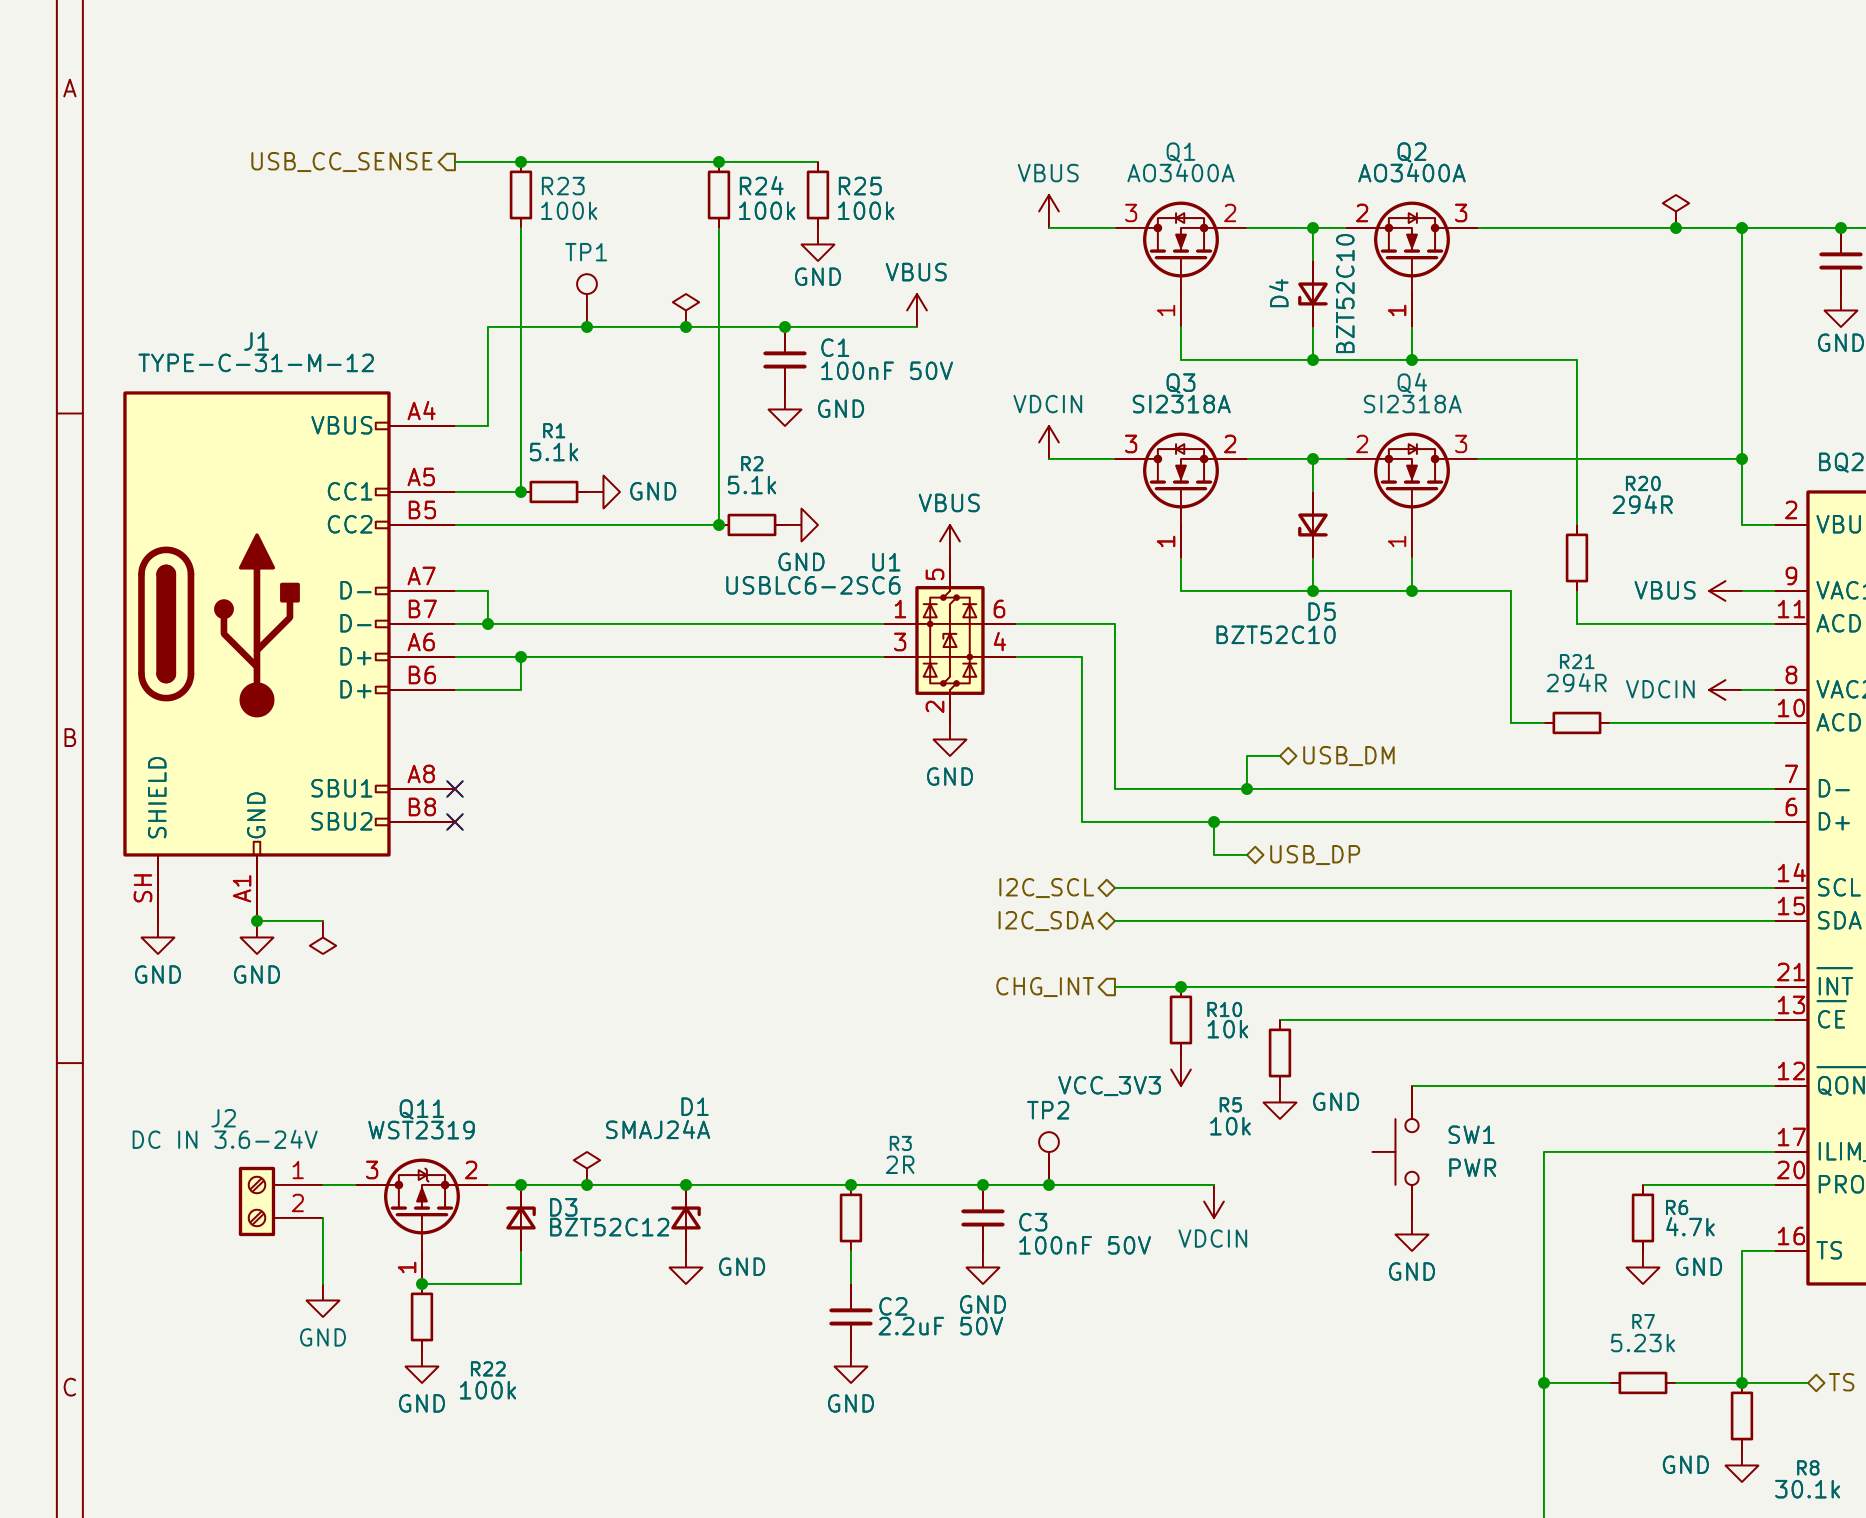 A
USB_CC_SENSE
R23
100k
R24
100k
R25
100k
GND
TP1
VBUS
C1
100nF 50V
GND
J1
TYPE-C-31-M-12
VBUS
A4
CC1
A5
CC2
B5
D-
A7
D-
B7
D+
A6
D+
B6
SBU1
A8
SBU2
B8
SHIELD
GND
SH
A1
GND
GND
R1
5.1k
GND
R2
5.1k
GND
U1
USBLC6-2SC6
VBUS
5
1
6
3
4
2
GND
VBUS
Q1
AO3400A
3
2
1
Q2
AO3400A
2
3
1
D4
BZT52C10
GND
VDCIN
Q3
SI2318A
3
2
1
Q4
SI2318A
2
3
1
D5
BZT52C10
R20
294R
R21
294R
BQ2
2
VBU
VBUS
9
VAC1
11
ACD
VDCIN
8
VAC2
10
ACD
USB_DM
7
D-
6
D+
USB_DP
I2C_SCL
14
SCL
I2C_SDA
15
SDA
CHG_INT
21
INT
13
CE
R10
10k
VCC_3V3
R5
10k
GND
12
QON
SW1
PWR
GND
17
ILIM_
20
PRO
R6
4.7k
GND
16
TS
R7
5.23k
TS
GND
R8
30.1k
B
J2
DC IN 3.6-24V
1
2
GND
Q11
WST2319
3
2
1
R22
100k
GND
D3
BZT52C12
D1
SMAJ24A
GND
R3
2R
C2
2.2uF 50V
GND
C3
100nF 50V
GND
TP2
VDCIN
C